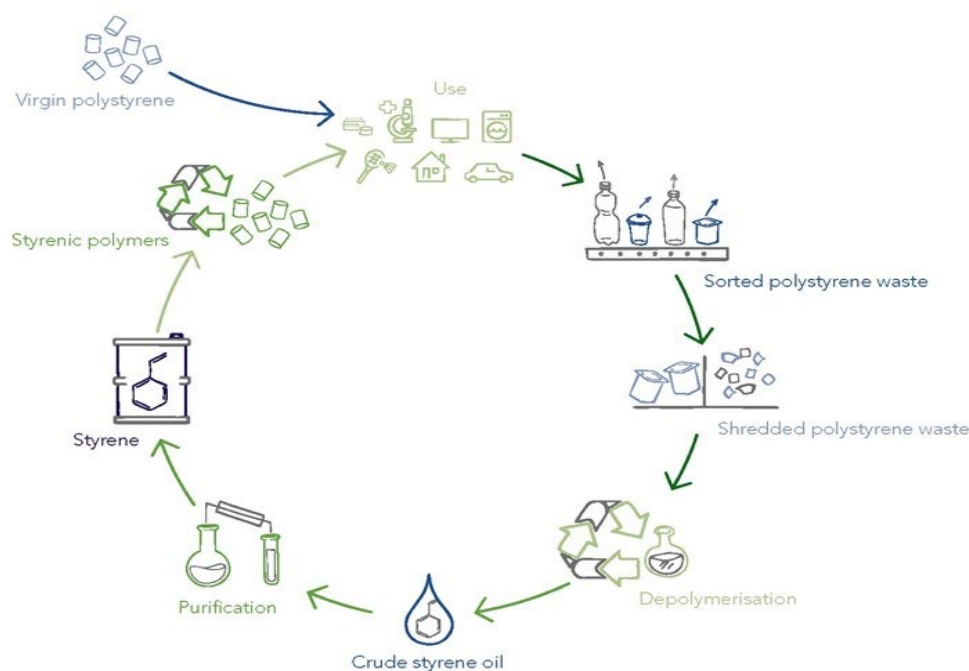 Virgin polystyrene
Use
Sorted polystyrene waste
Shredded polystyrene waste
Depolymerisation
Crude styrene oil
Purification
Styrene
Styrenic polymers